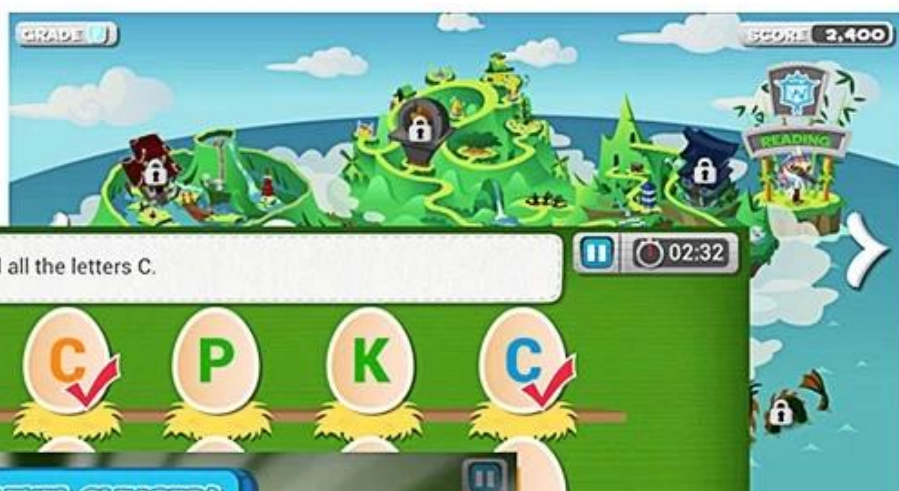 GRADE
SCORE 2,400
READING
all the letters C.
02:32
C P K C